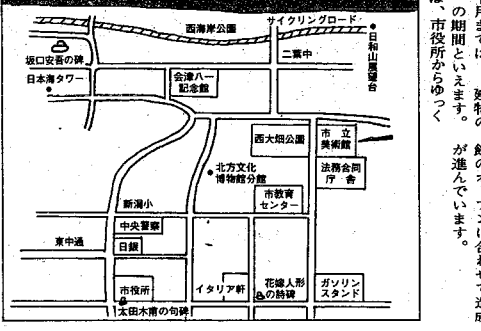 西海岸公園
サイクリングロード
日和山展望台
坂口安吾の碑
二葉中
日本海タワー
会津八一
記念館
西大畑公園
市立
美術館
北方文化
博物館分館
法務合同
庁舎
市教育
センター
新潟小
中央警察
東中通
日銀
市役所
イタリア軒
花嫁人形
の詩碑
ガソリン
スタンド
太田木甫の句碑
の期間といえます。
、市役所からゆっく
が進んでいます。